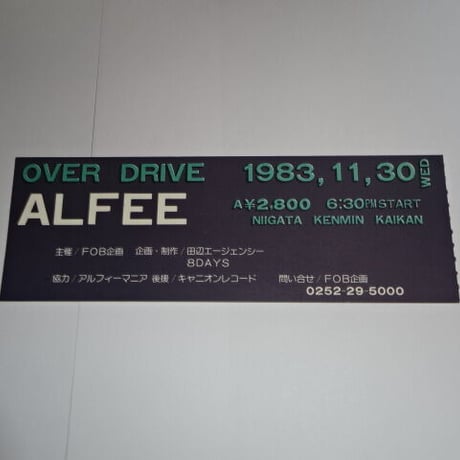 OVER DRIVE 1983,11,30 WED
ALFEE A¥2,800 6:30PM START
NIIGATA KENMIN KAIKAN
主催/FOB企画 企画・制作/田辺エージェンシー
8DAYS
協力/アルフィーマニア 後援/キャニオンレコード 問い合せ/FOB企画
0252-29-5000